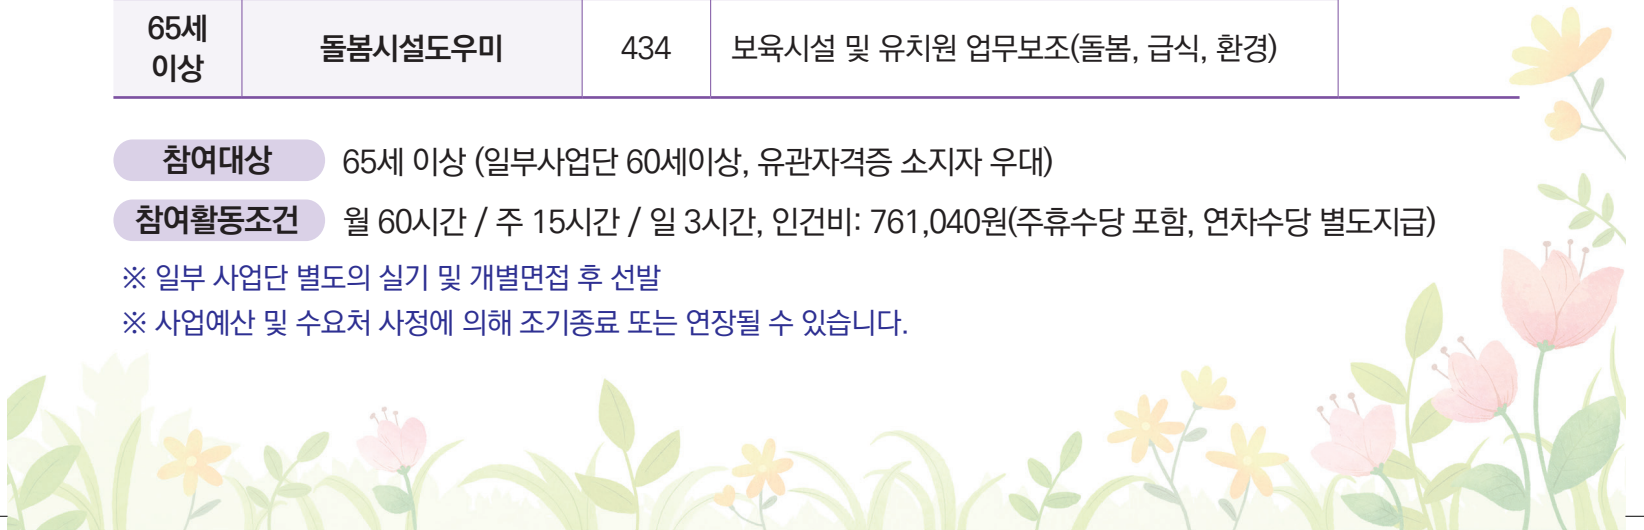 65세
이상
돌봄시설도우미 434 보육시설 및 유치원 업무보조(돌봄, 급식, 환경)
참여대상 65세 이상 (일부사업단 60세이상, 유관자격증 소지자 우대)
참여활동조건 월 60시간 / 주 15시간 / 일 3시간, 인건비: 761,040원(주휴수당 포함, 연차수당 별도지급)
※ 일부 사업단 별도의 실기 및 개별면접 후 선발
※ 사업예산 및 수요처 사정에 의해 조기종료 또는 연장될 수 있습니다.